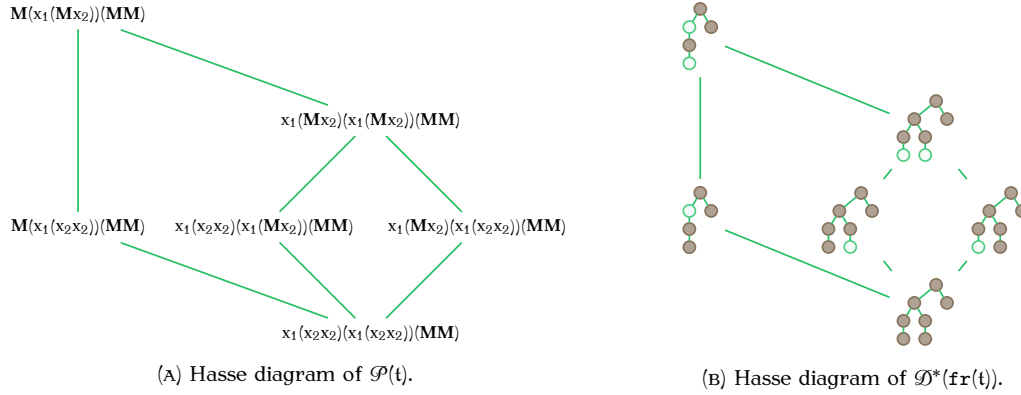 M(x₁(Mx₂))(MM)
x₁(Mx₂)(x₁(Mx₂))(MM)
M(x₁(x₂x₂))(MM) x₁(x₂x₂)(x₁(Mx₂))(MM) x₁(Mx₂)(x₁(x₂x₂))(MM)
x₁(x₂x₂)(x₁(x₂x₂))(MM)
(A) Hasse diagram of 𝒫(t).
(B) Hasse diagram of 𝒟*(fr(t)).